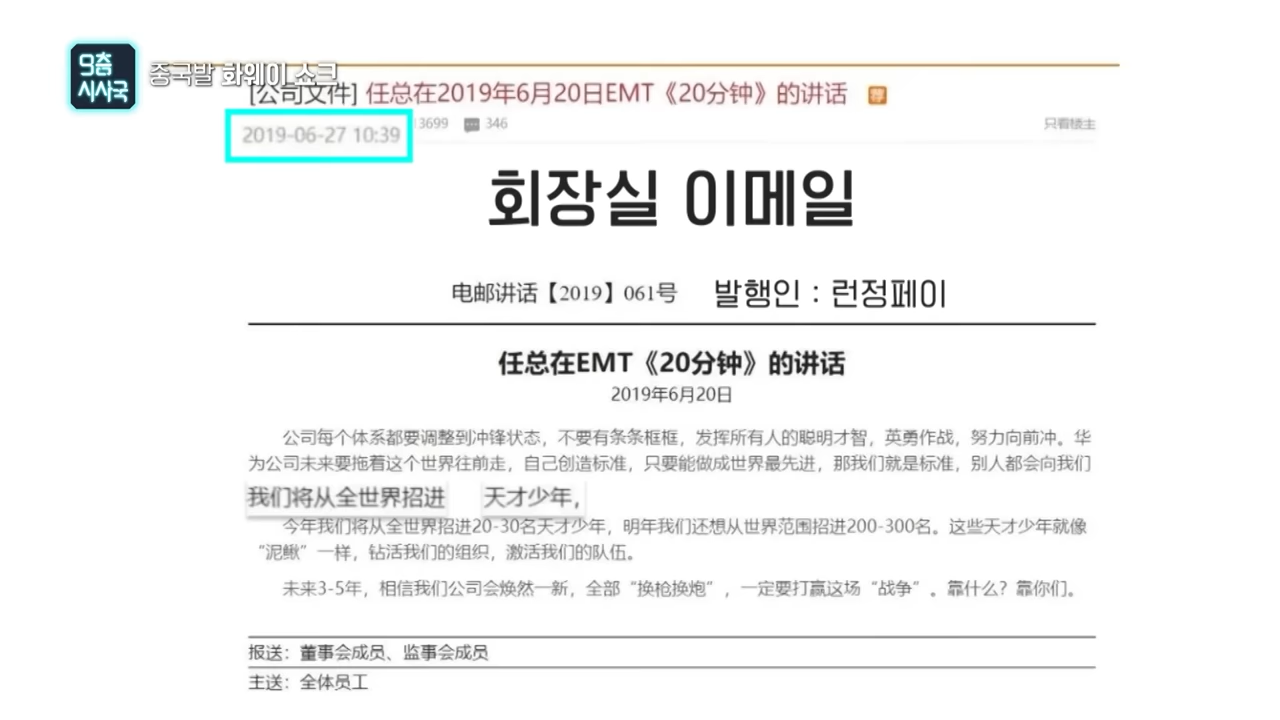 9층
시사국
중국발 화웨이 쇼크
[公司文件] 任总在2019年6月20日EMT《20分钟》的讲话 荐
2019-06-27 10:39 3699 346 只看楼主
회장실 이메일
电邮讲话【2019】061号 발행인 : 런정페이
任总在EMT《20分钟》的讲话
2019年6月20日
公司每个体系都要调整到冲锋状态，不要有条条框框，发挥所有人的聪明才智，英勇作战，努力向前冲。华
为公司未来要拖着这个世界往前走，自己创造标准，只要能做成世界最先进，那我们就是标准，别人都会向我们
我们将从全世界招进 天才少年，
今年我们将从全世界招进20-30名天才少年，明年我们还想从世界范围招进200-300名。这些天才少年就像
“泥鳅”一样，钻活我们的组织，激活我们的队伍。
未来3-5年，相信我们公司会焕然一新，全部“换枪换炮”，一定要打赢这场“战争”。靠什么？靠你们。
报送：董事会成员、监事会成员
主送：全体员工